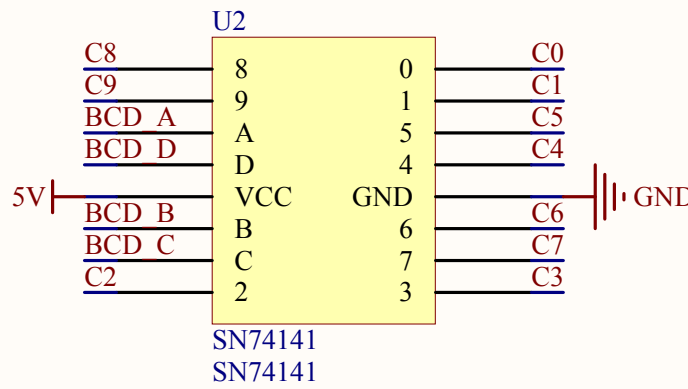 U2
C8 8 0 C0
C9 9 1 C1
BCD_A A 5 C5
BCD_D D 4 C4
5V VCC GND GND
BCD_B B 6 C6
BCD_C C 7 C7
C2 2 3 C3
SN74141
SN74141